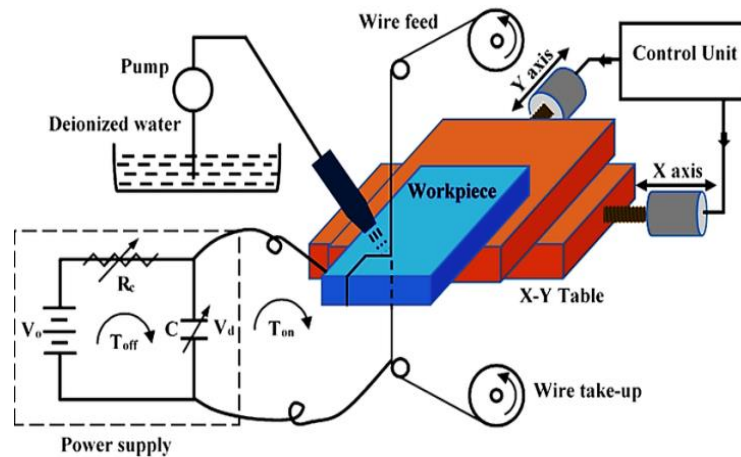 Wire feed
Pump
Deionized water
Y axis
Control Unit
X axis
Workpiece
X-Y Table
Rc
Vo
Toff
C
Vd
Ton
Wire take-up
Power supply